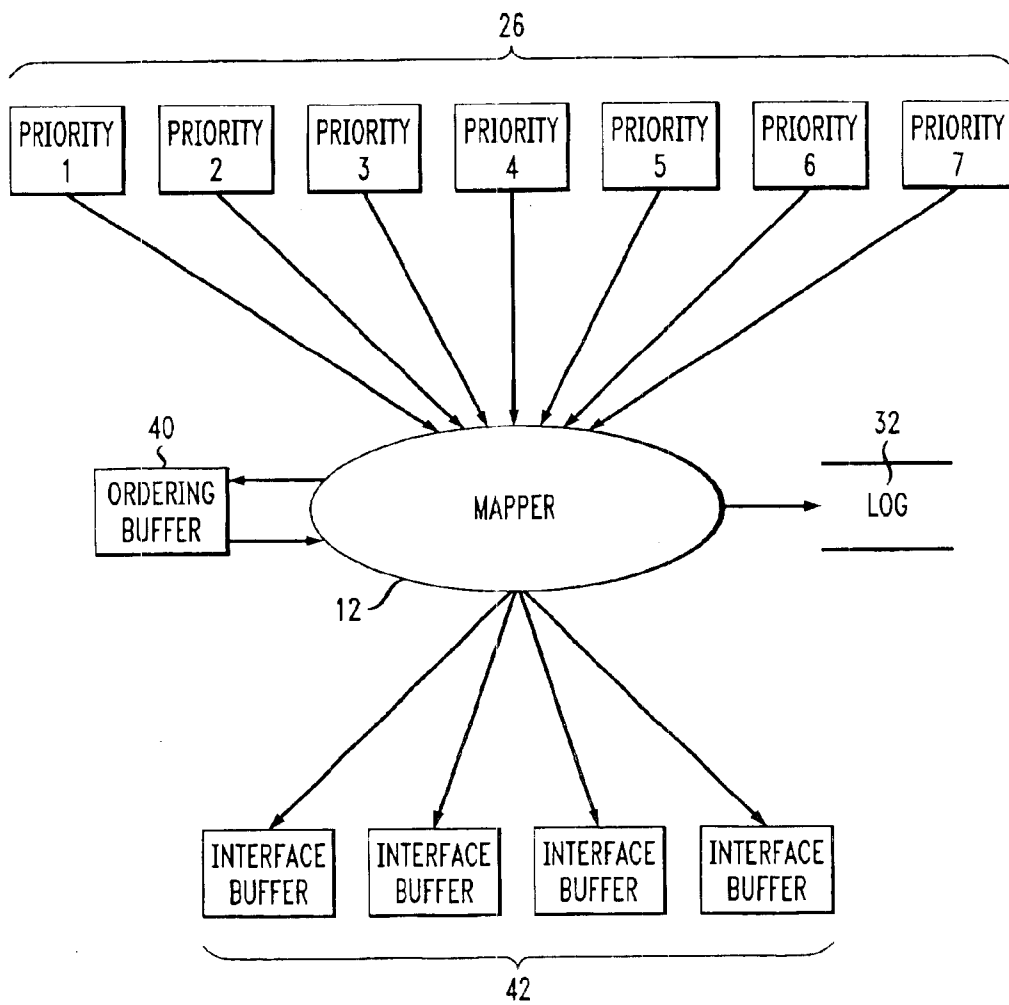 26
PRIORITY
1
PRIORITY
2
PRIORITY
3
PRIORITY
4
PRIORITY
5
PRIORITY
6
PRIORITY
7
40
ORDERING
BUFFER
MAPPER
32
LOG
12
INTERFACE
BUFFER
INTERFACE
BUFFER
INTERFACE
BUFFER
INTERFACE
BUFFER
42